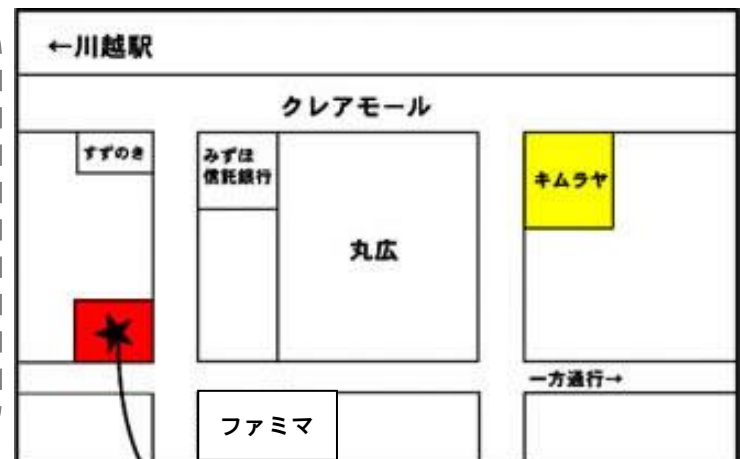 ←川越駅
クレアモール
すずのき
みずほ
信託銀行
キムラヤ
丸広
一方通行→
ファミマ